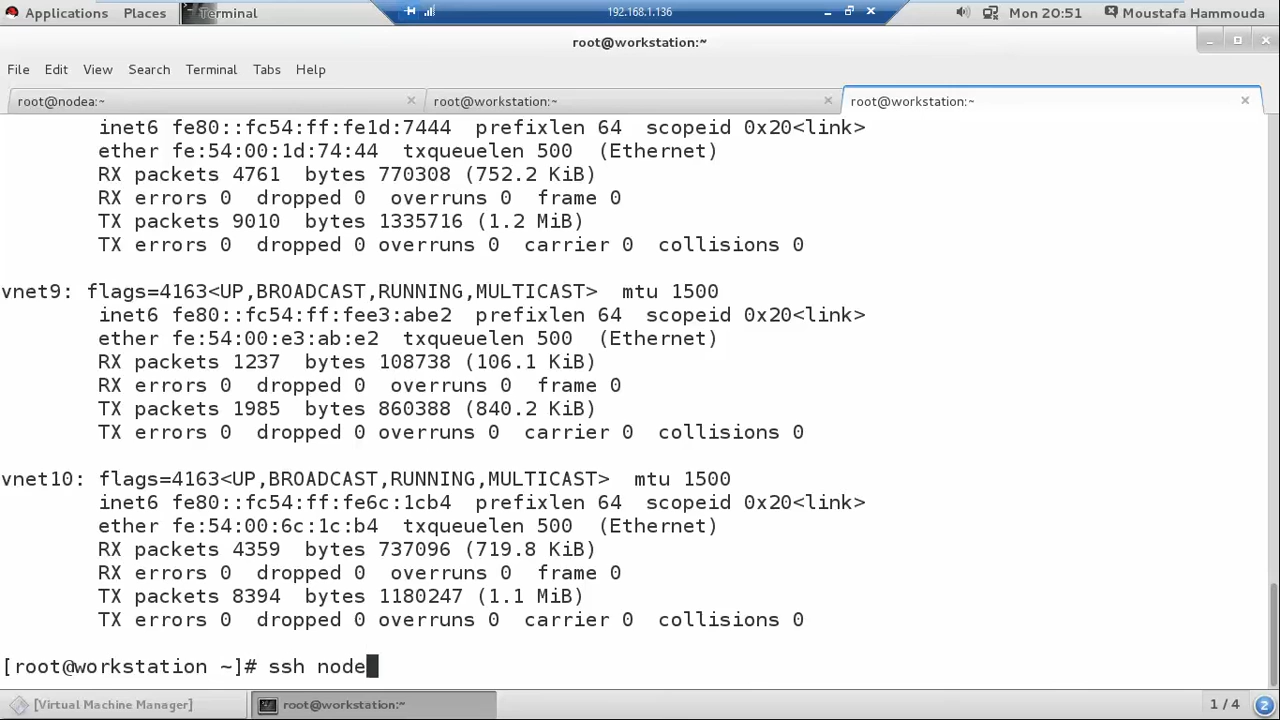 Applications Places Terminal 192.168.1.136 Mon 20:51 Moustafa Hammouda
root@workstation:~
File Edit View Search Terminal Tabs Help
root@nodea:~ root@workstation:~ root@workstation:~
inet6 fe80::fc54:ff:fe1d:7444 prefixlen 64 scopeid 0x20<link>
ether fe:54:00:1d:74:44 txqueuelen 500 (Ethernet)
RX packets 4761 bytes 770308 (752.2 KiB)
RX errors 0 dropped 0 overruns 0 frame 0
TX packets 9010 bytes 1335716 (1.2 MiB)
TX errors 0 dropped 0 overruns 0 carrier 0 collisions 0
vnet9: flags=4163<UP,BROADCAST,RUNNING,MULTICAST> mtu 1500
inet6 fe80::fc54:ff:fee3:abe2 prefixlen 64 scopeid 0x20<link>
ether fe:54:00:e3:ab:e2 txqueuelen 500 (Ethernet)
RX packets 1237 bytes 108738 (106.1 KiB)
RX errors 0 dropped 0 overruns 0 frame 0
TX packets 1985 bytes 860388 (840.2 KiB)
TX errors 0 dropped 0 overruns 0 carrier 0 collisions 0
vnet10: flags=4163<UP,BROADCAST,RUNNING,MULTICAST> mtu 1500
inet6 fe80::fc54:ff:fe6c:1cb4 prefixlen 64 scopeid 0x20<link>
ether fe:54:00:6c:1c:b4 txqueuelen 500 (Ethernet)
RX packets 4359 bytes 737096 (719.8 KiB)
RX errors 0 dropped 0 overruns 0 frame 0
TX packets 8394 bytes 1180247 (1.1 MiB)
TX errors 0 dropped 0 overruns 0 carrier 0 collisions 0
[root@workstation ~]# ssh node
[Virtual Machine Manager] root@workstation:~ 1 / 4 2